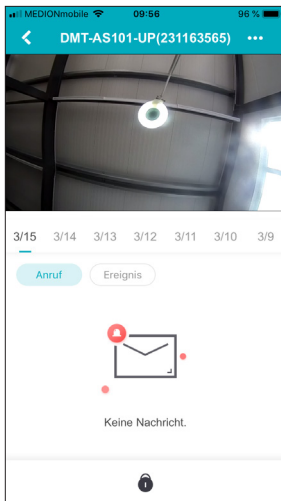 MEDIONmobile 09:56 96 %
DMT-AS101-UP(231163565)
3/15 3/14 3/13 3/12 3/11 3/10 3/9
Anruf Ereignis
Keine Nachricht.